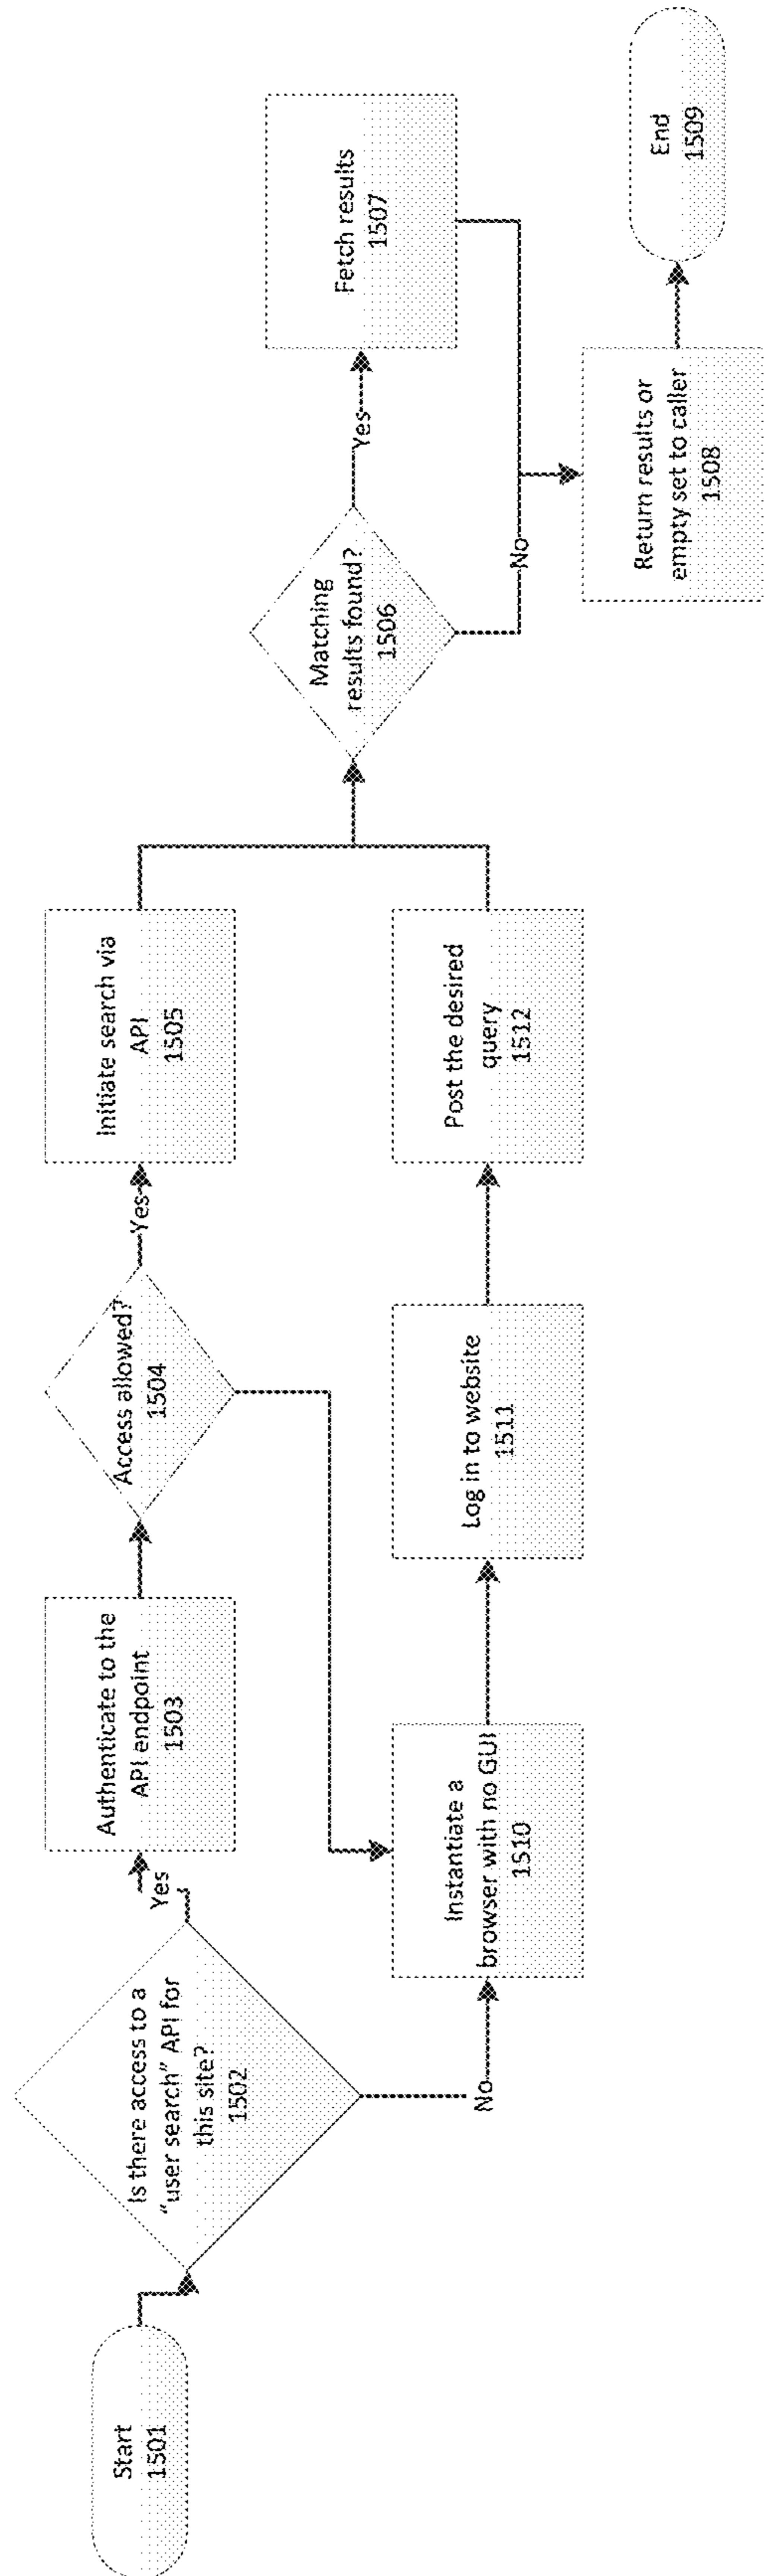 Start
1501
Is there access to a
“user search” API for
this site?
1502
Yes
No
Authenticate to the
API endpoint
1503
Access allowed?
1504
Yes
Initiate search via
API
1505
Instantiate a
browser with no GUI
1510
Log in to website
1511
Post the desired
query
1512
Matching
results found?
1506
Yes
No
Fetch results
1507
Return results or
empty set to caller
1508
End
1509